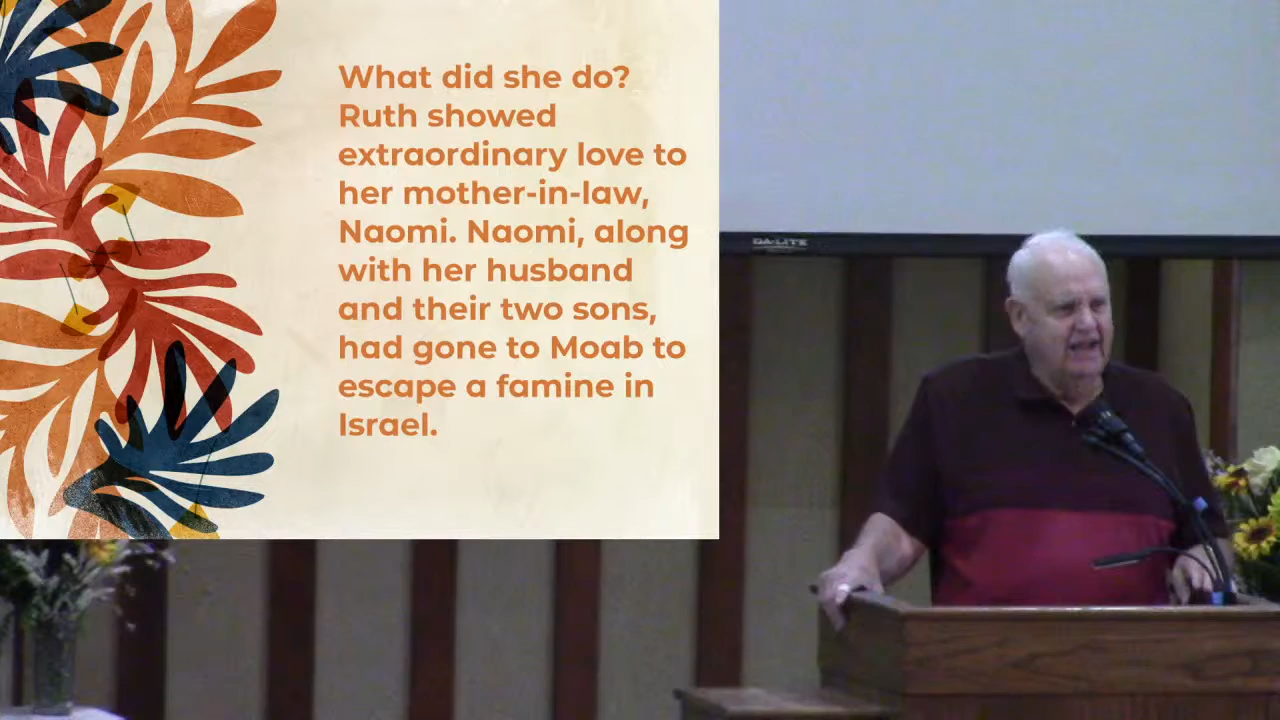 What did she do?
Ruth showed
extraordinary love to
her mother-in-law,
Naomi. Naomi, along
with her husband
and their two sons,
had gone to Moab to
escape a famine in
Israel.
DA-LITE